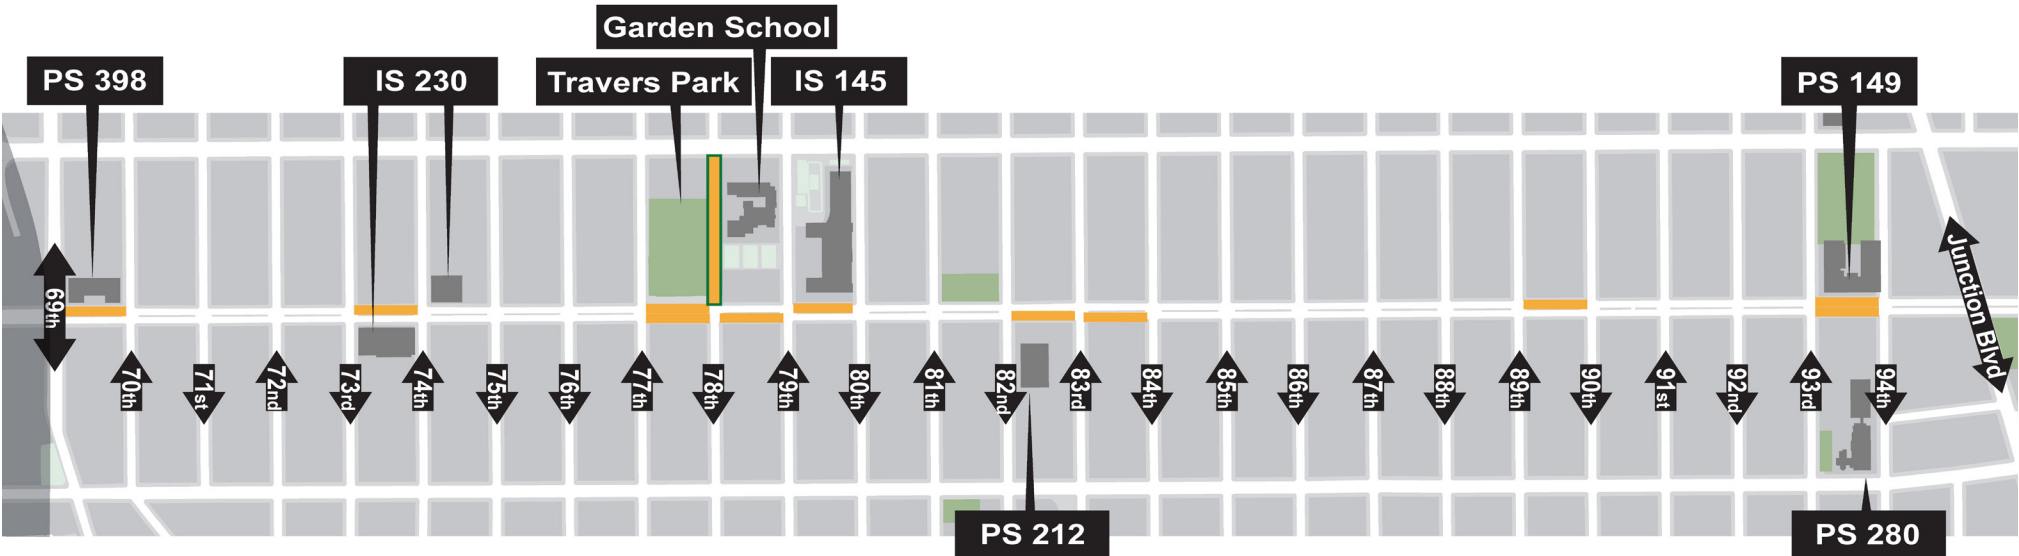 Garden School
PS 398
IS 230
Travers Park
IS 145
PS 149
69th
Junction Blvd
70th
71st
72nd
73rd
74th
75th
76th
77th
78th
79th
80th
81th
82nd
83rd
84th
85th
86th
87th
88th
89th
90th
91st
92nd
93rd
94th
PS 212
PS 280